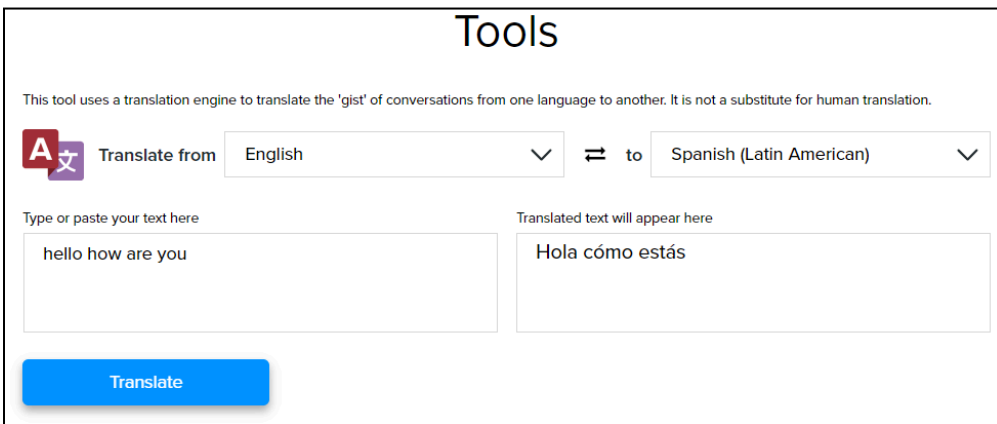 Tools
This tool uses a translation engine to translate the 'gist' of conversations from one language to another. It is not a substitute for human translation.
A 文 Translate from English to Spanish (Latin American)
Type or paste your text here
hello how are you
Translated text will appear here
Hola cómo estás
Translate